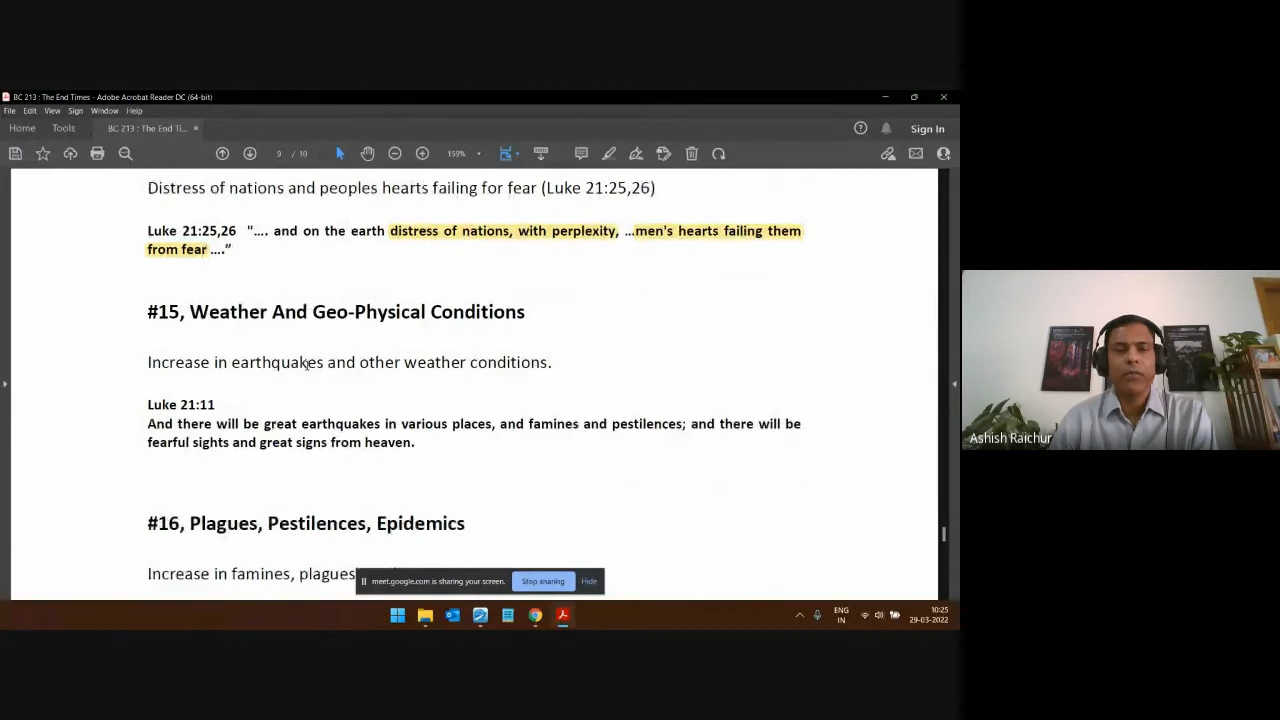 BC 213 : The End Times - Adobe Acrobat Reader DC (64-bit)
File Edit View Sign Window Help
Home Tools BC 213 : The End Ti... × Sign In
9 / 10 159%
Distress of nations and peoples hearts failing for fear (Luke 21:25,26)
Luke 21:25,26 "…. and on the earth distress of nations, with perplexity, …men's hearts failing them
from fear ….”
#15, Weather And Geo-Physical Conditions
Increase in earthquakes and other weather conditions.
Luke 21:11
And there will be great earthquakes in various places, and famines and pestilences; and there will be
fearful sights and great signs from heaven.
#16, Plagues, Pestilences, Epidemics
Increase in famines, plagues
meet.google.com is sharing your screen. Stop sharing Hide
ENG
IN
10:25
29-03-2022
Ashish Raichur